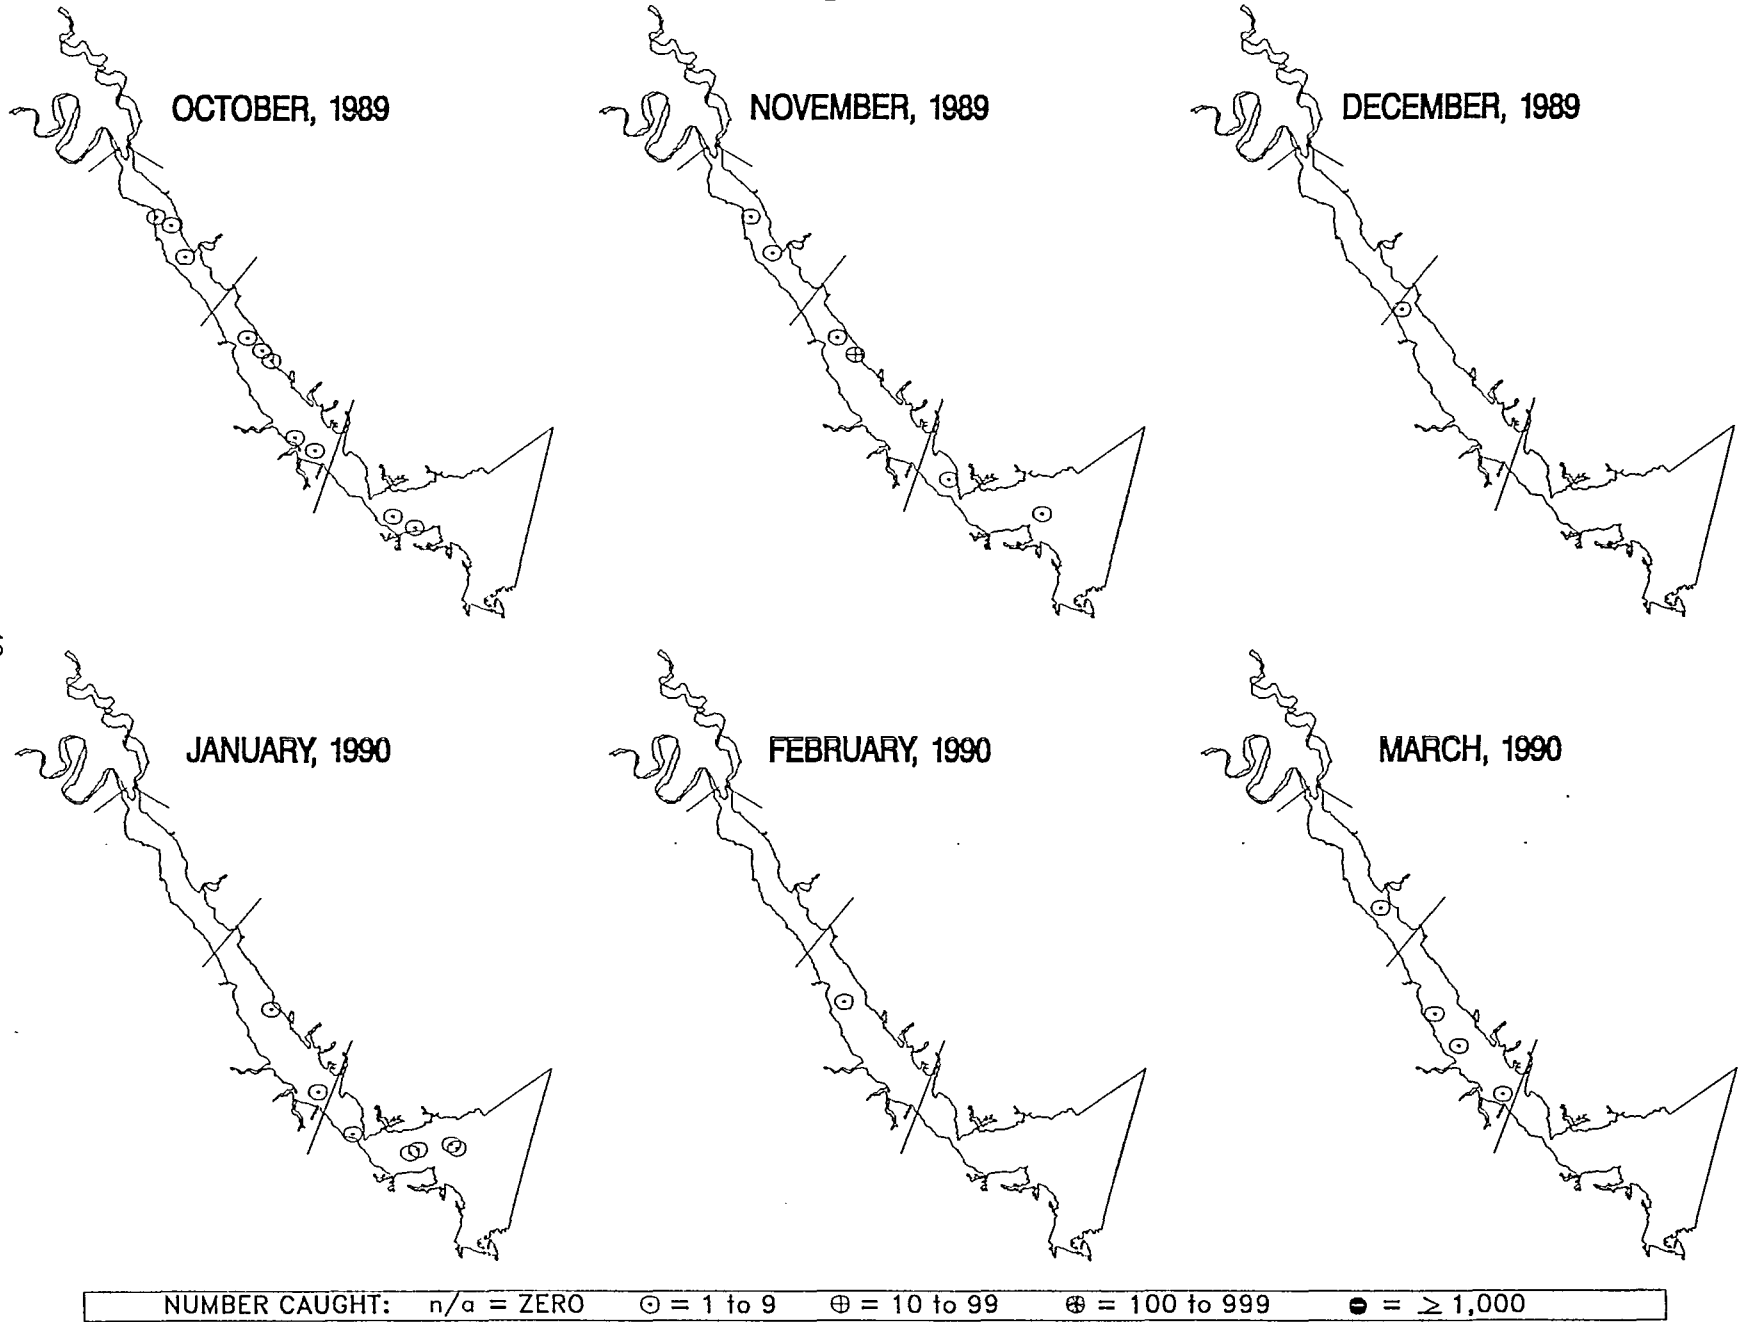 OCTOBER, 1989
NOVEMBER, 1989
DECEMBER, 1989
JANUARY, 1990
FEBRUARY, 1990
MARCH, 1990
NUMBER CAUGHT: n/a = ZERO ⊙ = 1 to 9 ⊕ = 10 to 99 ⊛ = 100 to 999 ⊖ = ≥ 1,000